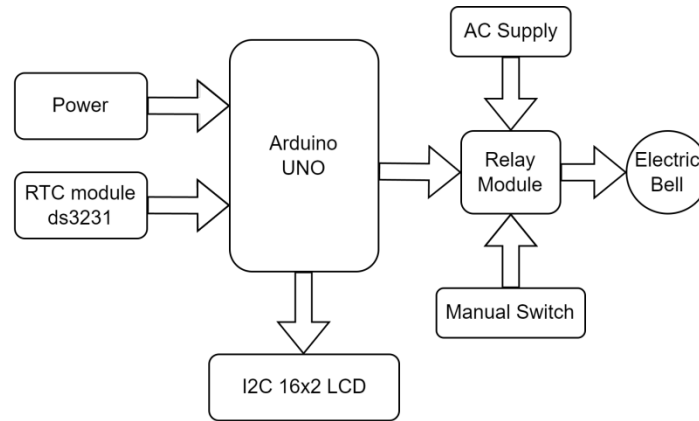 AC Supply
Power
Arduino
UNO
Relay
Module
Electric
Bell
RTC module
ds3231
Manual Switch
I2C 16x2 LCD